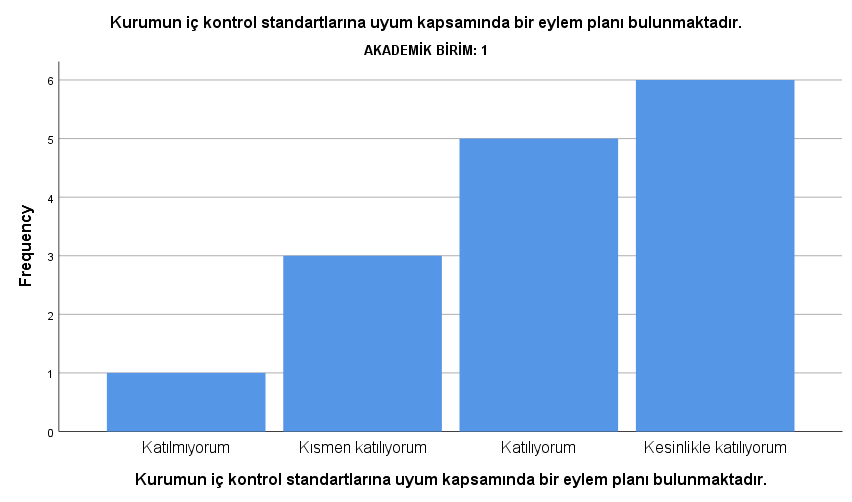 Kurumun iç kontrol standartlarına uyum kapsamında bir eylem planı bulunmaktadır.
AKADEMİK BİRİM: 1
Frequency
6
5
4
3
2
1
0
Katılmıyorum
Kısmen katılıyorum
Katılıyorum
Kesinlikle katılıyorum
Kurumun iç kontrol standartlarına uyum kapsamında bir eylem planı bulunmaktadır.